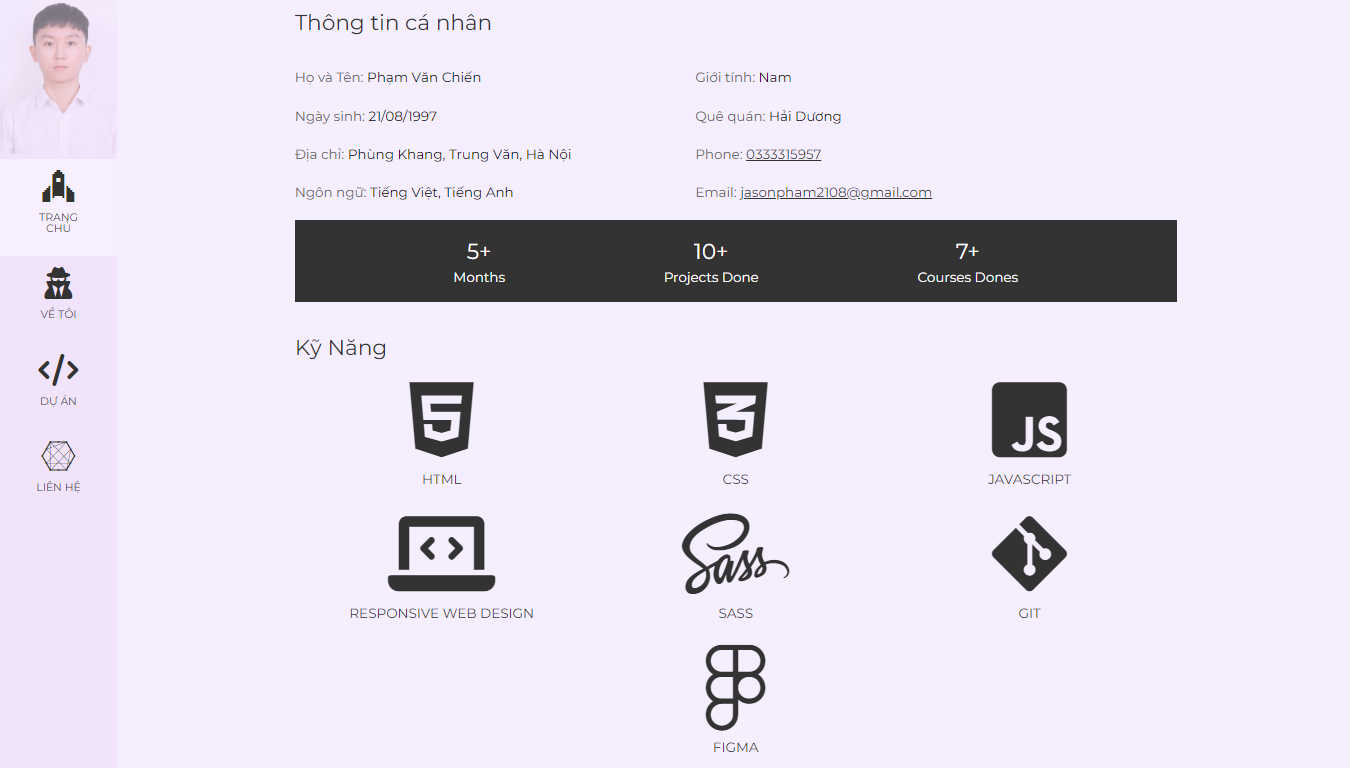 Thông tin cá nhân
Họ và Tên: Phạm Văn Chiến
Giới tính: Nam
Ngày sinh: 21/08/1997
Quê quán: Hải Dương
Địa chỉ: Phùng Khang, Trung Văn, Hà Nội
Phone: 0333315957
Ngôn ngữ: Tiếng Việt, Tiếng Anh
Email: jasonpham2108@gmail.com
TRANG
CHỦ
VỀ TÔI
DỰ ÁN
LIÊN HỆ
5+
Months
10+
Projects Done
7+
Courses Dones
Kỹ Năng
5
HTML
3
CSS
JS
JAVASCRIPT
RESPONSIVE WEB DESIGN
Sass
SASS
GIT
FIGMA